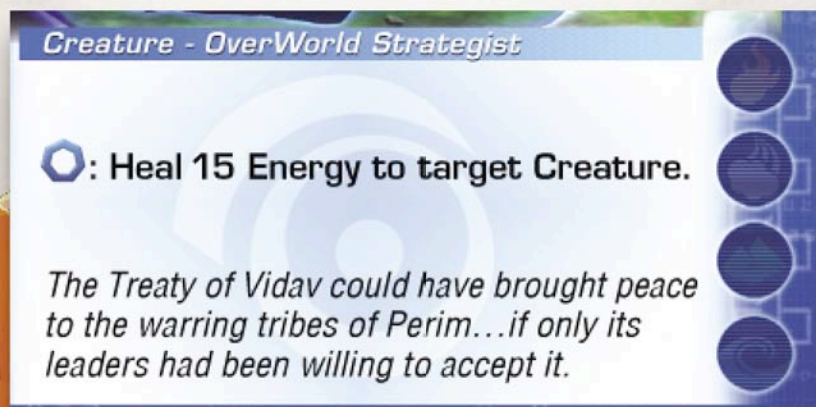 Creature - OverWorld Strategist
: Heal 15 Energy to target Creature.
The Treaty of Vidav could have brought peace
to the warring tribes of Perim...if only its
leaders had been willing to accept it.